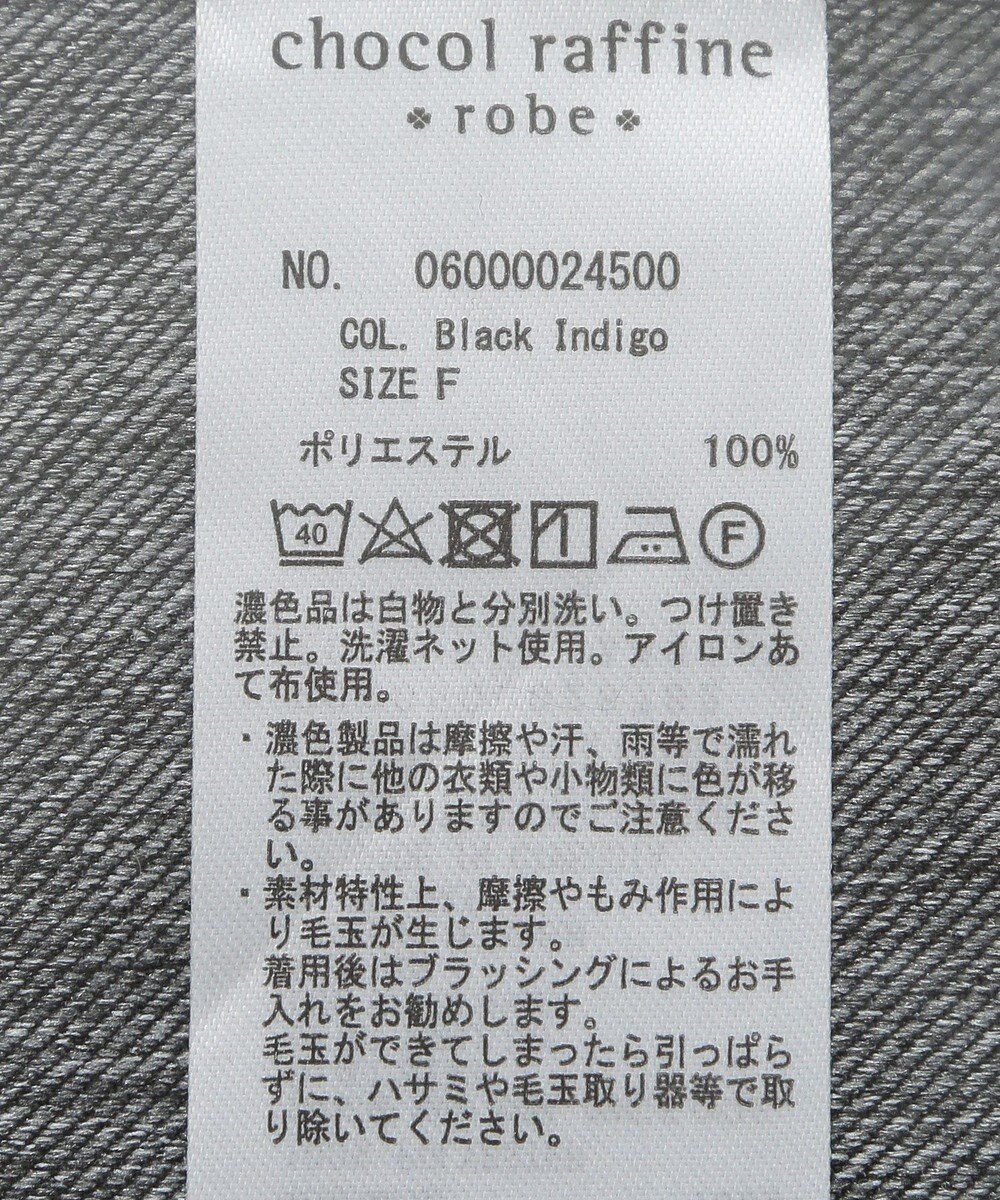 chocol raffine
robe
NO. 06000024500
COL. Black Indigo
SIZE F
ポリエステル 100%
40 F
濃色品は白物と分別洗い。つけ置き
禁止。洗濯ネット使用。アイロンあ
て布使用。
・濃色製品は摩擦や汗、雨等で濡れ
た際に他の衣類や小物類に色が移
る事がありますのでご注意くださ
い。
・素材特性上、摩擦やもみ作用によ
り毛玉が生じます。
着用後はブラッシングによるお手
入れをお勧めします。
毛玉ができてしまったら引っぱら
ずに、ハサミや毛玉取り器等で取
り除いてください。